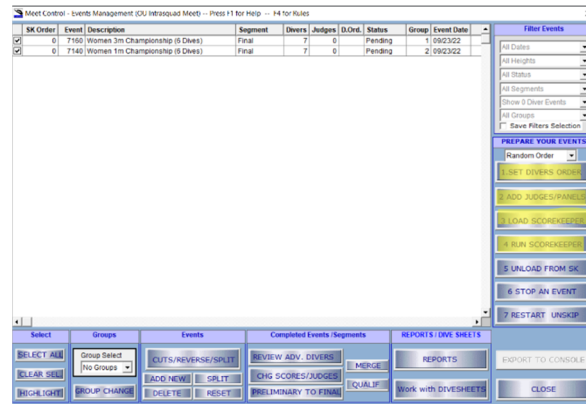 Meet Control - Events Management (OU Intrasquad Meet) -- Press F1 for Help -- F4 for Rules
SK Order Event Description Segment Divers Judges D.Ord. Status Group Event Date
0 7160 Women 3m Championship (6 Dives) Final 7 0 Pending 1 09/23/22
0 7140 Women 1m Championship (6 Dives) Final 7 0 Pending 2 09/23/22
Filter Events
All Dates
All Heights
All Status
All Segments
Show 0 Diver Events
All Groups
Save Filters Selection
PREPARE YOUR EVENTS
Random Order
1.SET DIVERS ORDER
2 ADD JUDGES/PANELS
3 LOAD SCOREKEEPER
4 RUN SCOREKEEPER
5 UNLOAD FROM SK
6 STOP AN EVENT
7 RESTART UNSKIP
Select Groups Events Completed Events /Segments REPORTS / DIVE SHEETS
SELECT ALL
CLEAR SEL
HIGHLIGHT
Group Select
No Groups
GROUP CHANGE
CUTS/REVERSE/SPLIT
ADD NEW SPLIT
DELETE RESET
REVIEW ADV. DIVERS
CHG SCORES/JUDGES
PRELIMINARY TO FINAL
MERGE
QUALIF
REPORTS
Work with DIVESHEETS
EXPORT TO CONSOLE
CLOSE